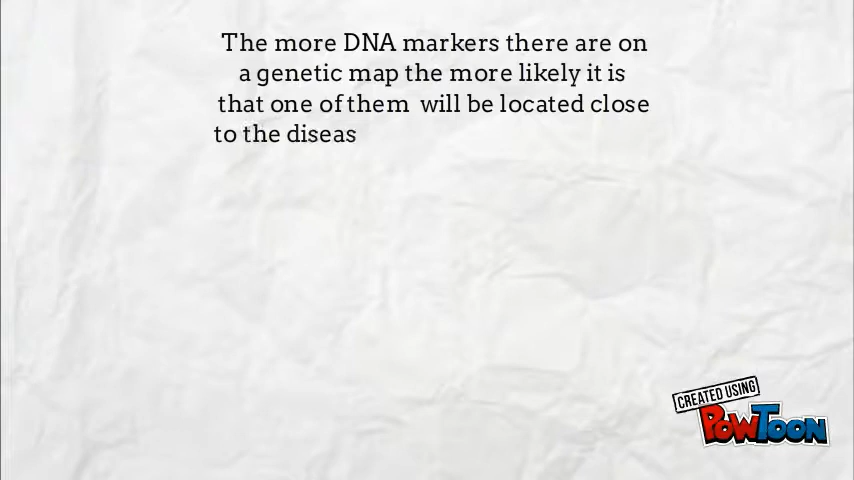 The more DNA markers there are on
a genetic map the more likely it is
that one of them will be located close
to the diseas
CREATED USING
POWTOON